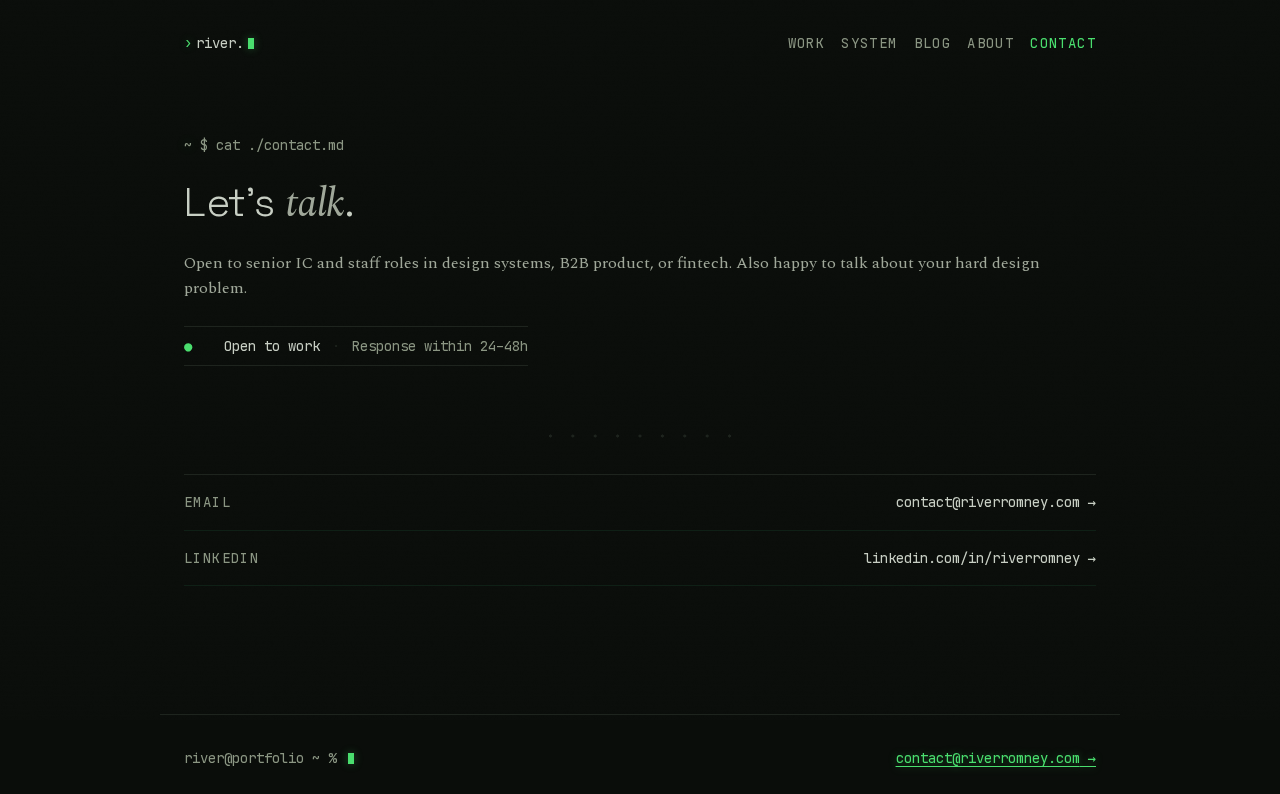 › river.
WORK SYSTEM BLOG ABOUT CONTACT
~ $ cat ./contact.md
Let’s talk.
Open to senior IC and staff roles in design systems, B2B product, or fintech. Also happy to talk about your hard design
problem.
● Open to work · Response within 24–48h
· · · · · · · · ·
EMAIL contact@riverromney.com →
LINKEDIN linkedin.com/in/riverromney →
river@portfolio ~ % contact@riverromney.com →